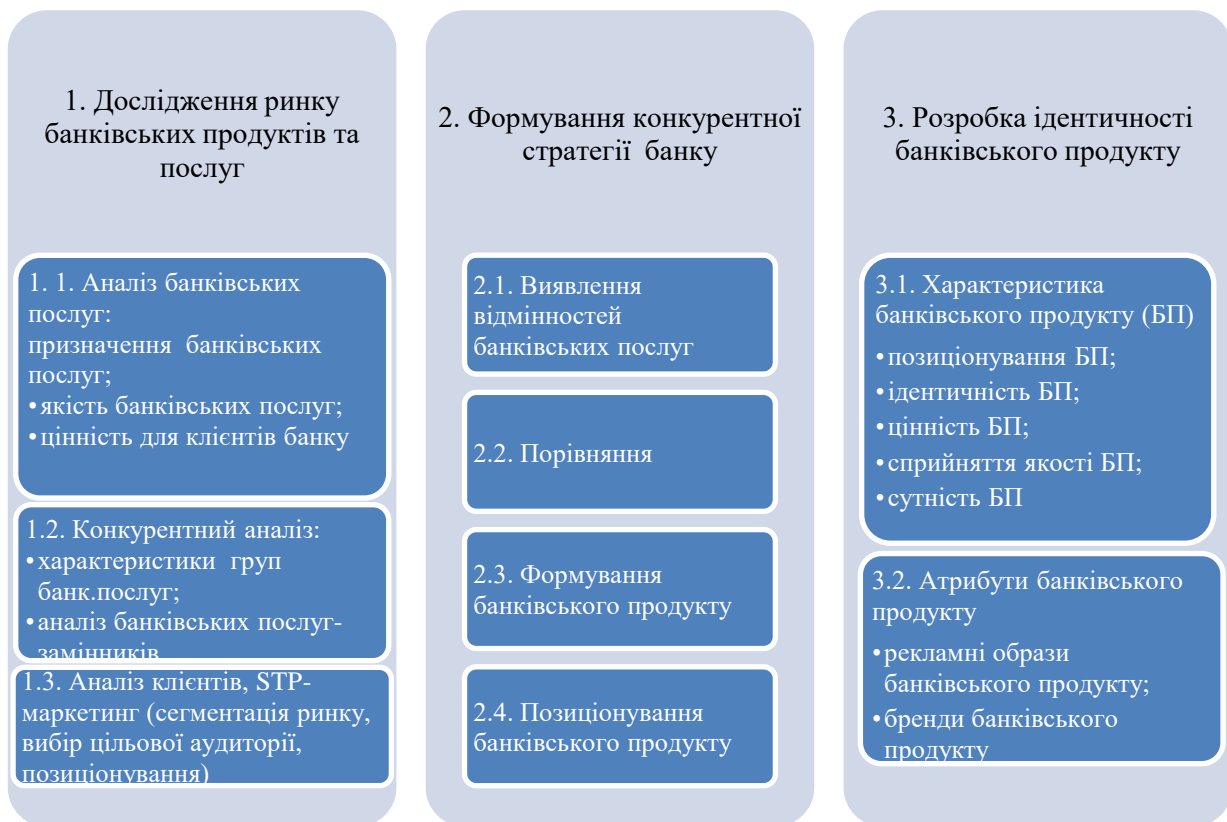 1. Дослідження ринку
банківських продуктів та
послуг
1. 1. Аналіз банківських
послуг:
призначення банківських
послуг;
•якість банківських послуг;
•цінність для клієнтів банку
1.2. Конкурентний аналіз:
•характеристики груп
банк.послуг;
•аналіз банківських послуг-
замінників
1.3. Аналіз клієнтів, STP-
маркетинг (сегментація ринку,
вибір цільової аудиторії,
позиціонування)
2. Формування конкурентної
стратегії банку
2.1. Виявлення
відмінностей
банківських послуг
2.2. Порівняння
2.3. Формування
банківського продукту
2.4. Позиціонування
банківського продукту
3. Розробка ідентичності
банківського продукту
3.1. Характеристика
банківського продукту (БП)
•позиціонування БП;
•ідентичність БП;
•цінність БП;
•сприйняття якості БП;
•сутність БП
3.2. Атрибути банківського
продукту
•рекламні образи
банківського продукту;
•бренди банківського
продукту